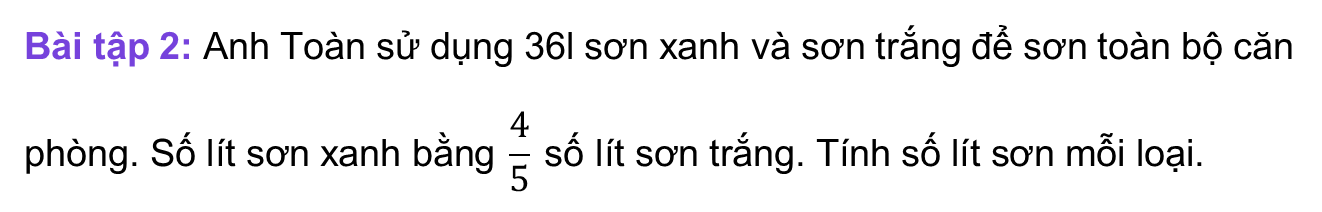 Bài tập 2: Anh Toàn sử dụng 36l sơn xanh và sơn trắng để sơn toàn bộ căn
phòng. Số lít sơn xanh bằng 4/5 số lít sơn trắng. Tính số lít sơn mỗi loại.